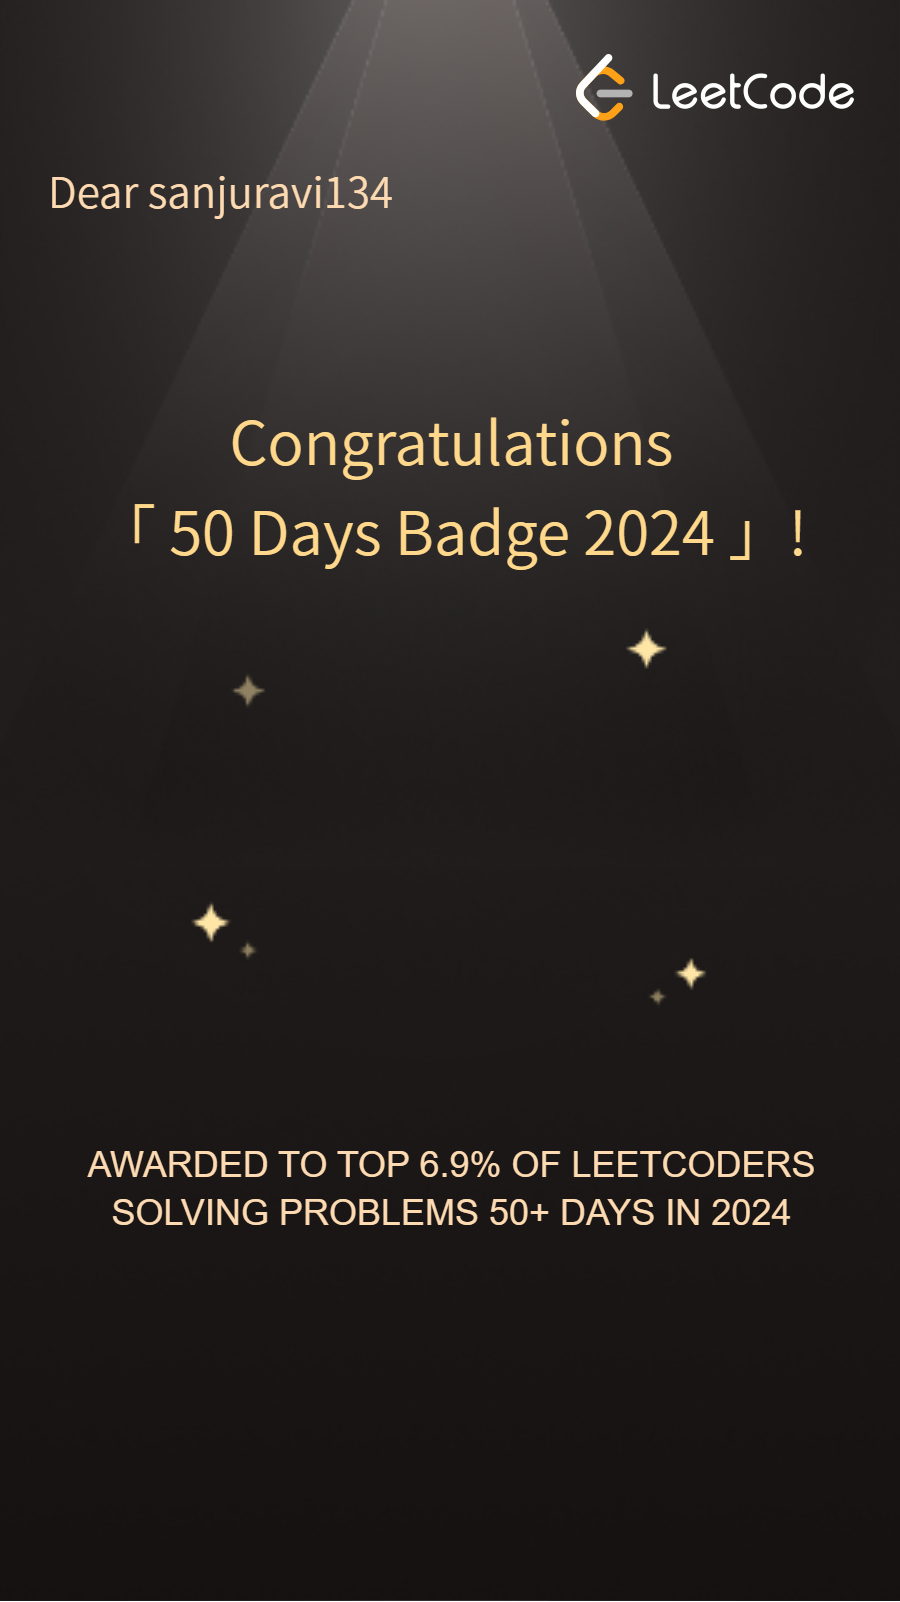 LeetCode
Dear sanjuravi134
Congratulations
「 50 Days Badge 2024 」 !
AWARDED TO TOP 6.9% OF LEETCODERS
SOLVING PROBLEMS 50+ DAYS IN 2024